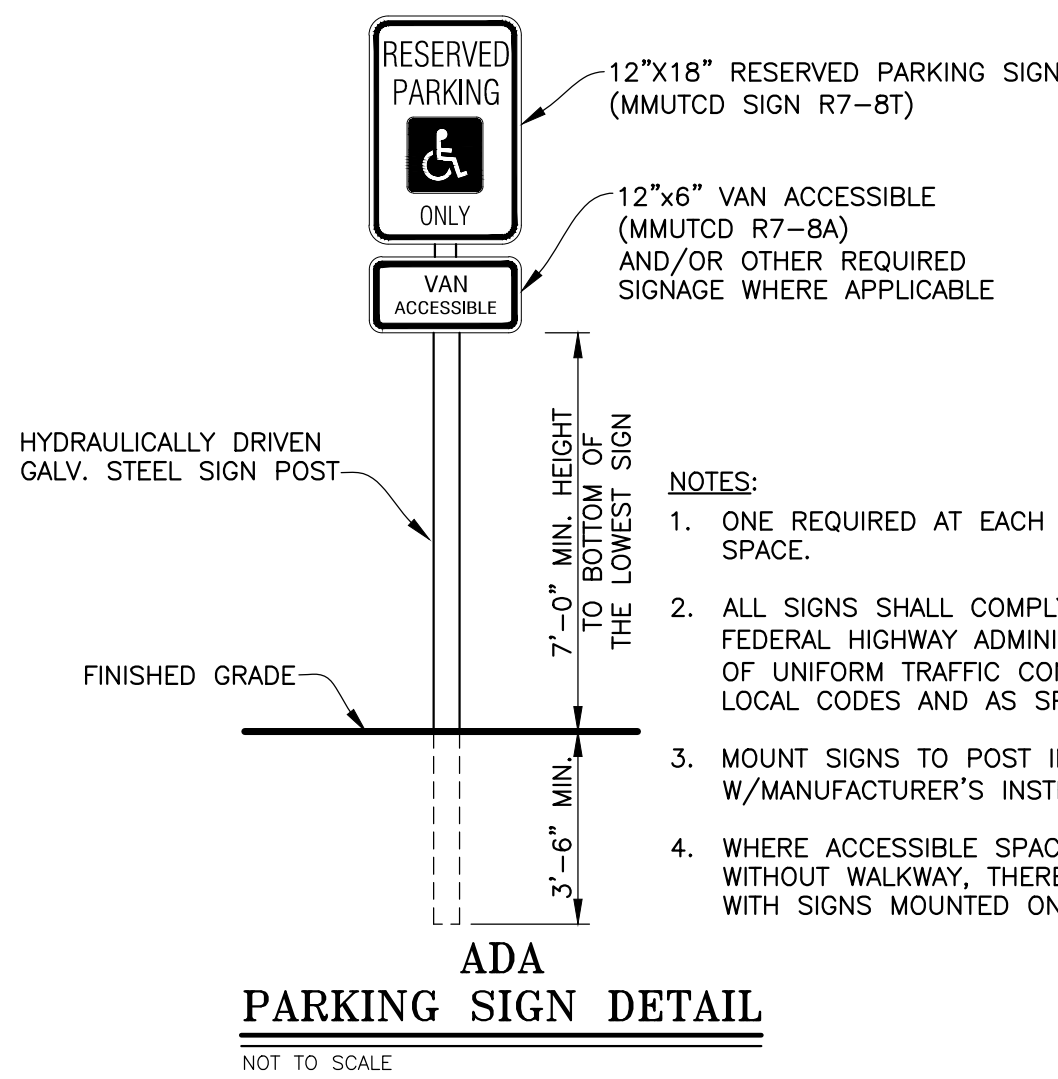 RESERVED
PARKING
ONLY
VAN
ACCESSIBLE
12”X18” RESERVED PARKING SIGN
(MMUTCD SIGN R7-8T)
12”x6” VAN ACCESSIBLE
(MMUTCD R7-8A)
AND/OR OTHER REQUIRED
SIGNAGE WHERE APPLICABLE
HYDRAULICALLY DRIVEN
GALV. STEEL SIGN POST
7’-0” MIN. HEIGHT
TO BOTTOM OF
THE LOWEST SIGN
FINISHED GRADE
3’-6” MIN.
NOTES:
1. ONE REQUIRED AT EACH
SPACE.
2. ALL SIGNS SHALL COMPLY
FEDERAL HIGHWAY ADMINI
OF UNIFORM TRAFFIC CON
LOCAL CODES AND AS SP
3. MOUNT SIGNS TO POST I
W/MANUFACTURER’S INST
4. WHERE ACCESSIBLE SPAC
WITHOUT WALKWAY, THERE
WITH SIGNS MOUNTED ON
ADA
PARKING SIGN DETAIL
NOT TO SCALE